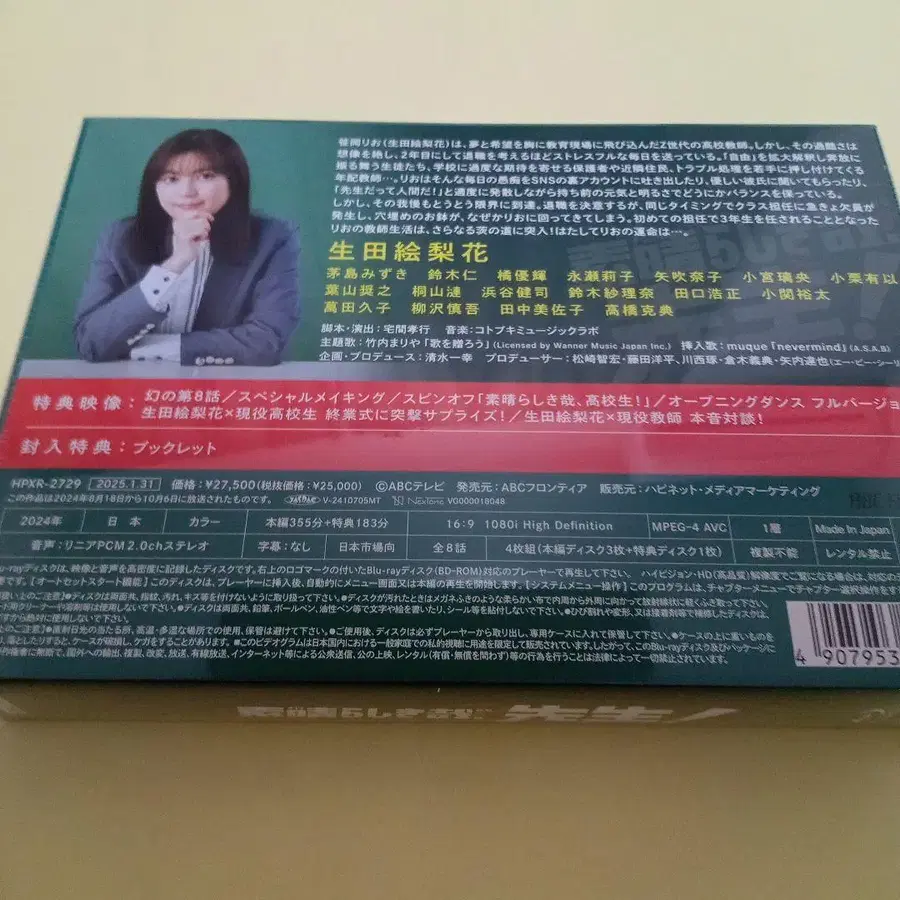 笹岡りお(生田絵梨花)は、夢と希望を胸に教育現場に飛び込んだZ世代の高校教師。しかし、その過酷さは
想像を絶し、2年目にして退職を考えるほどストレスフルな毎日を送っている。「自由」を拡大解釈し奔放に
振る舞う生徒たち、学校に過度な期待を寄せる保護者や近隣住民、トラブル処理を若手に押し付けてくる
年配教師…。りおはそんな毎日の愚痴をSNSの裏アカウントに吐き出したり、優しい彼氏に聞いてもらったり、
「先生だって人間だ!」と適度に発散しながら持ち前の元気と明るさでどうにかバランスを保っている。
しかし、その我慢もとうとう限界に到達。退職を決意するが、同じタイミングでクラス担任に急きょ欠員が
発生し、穴埋めのお鉢が、なぜかりおに回ってきてしまう。初めての担任で3年生を任されることとなった
りおの教師生活は、さらなる茨の道に突入!はたしてりおの運命は…。
生田絵梨花
茅島みずき 鈴木仁 橘優輝 永瀬莉子 矢吹奈子 小宮璃央 小栗有以
葉山奨之 桐山漣 浜谷健司 鈴木紗理奈 田口浩正 小関裕太
萬田久子 柳沢慎吾 田中美佐子 高橋克典
脚本・演出:宅間孝行 音楽:コトブキミュージックラボ
主題歌:竹内まりや「歌を贈ろう」(Licensed by Warner Music Japan Inc.) 挿入歌:muque「nevermind」(A.S.A.B)
企画・プロデュース:清水一幸 プロデューサー:松崎智宏・藤田洋平、川西琢・倉木義典・矢内達也(エー・ビー・シーリ
特典映像:幻の第8話/スペシャルメイキング/スピンオフ「素晴らしき哉、高校生!」/オープニングダンス フルバージョ
生田絵梨花×現役高校生 終業式に突撃サプライズ!/生田絵梨花×現役教師 本音対談!
封入特典:ブックレット
HPXR-2729 2025.1.31 価格:¥27,500(税抜価格:¥25,000) ©ABCテレビ 発売元:ABCフロンティア 販売元:ハピネット・メディアマーケティング
この作品は2024年8月18日から10月6日に放送されたものです。 V-2410705MT NexTone VG000018048
2024年 日本 カラー 本編355分+特典183分 16:9 1080i High Definition MPEG-4 AVC 1層 Made In Japan
音声:リニアPCM2.0chステレオ 字幕:なし 日本市場向 全8話 4枚組(本編ディスク3枚+特典ディスク1枚) 複製不能 レンタル禁止
4 907953
素晴らしき哉、先生!